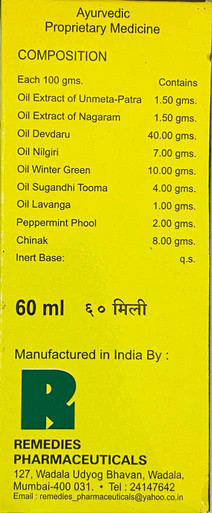 Ayurvedic
Proprietary Medicine
COMPOSITION
Each 100 gms. Contains
Oil Extract of Unmeta-Patra 1.50 gms.
Oil Extract of Nagaram 1.50 gms.
Oil Devdaru 40.00 gms.
Oil Nilgiri 7.00 gms.
Oil Winter Green 10.00 gms.
Oil Sugandhi Tooma 4.00 gms.
Oil Lavanga 1.00 gms.
Peppermint Phool 2.00 gms.
Chinak 8.00 gms.
Inert Base: q.s.
60 ml ६० मिली
Manufactured in India By :
R
REMEDIES
PHARMACEUTICALS
127, Wadala Udyog Bhavan, Wadala,
Mumbai-400 031. • Tel : 24147642
Email : remedies_pharmaceuticals@yahoo.co.in